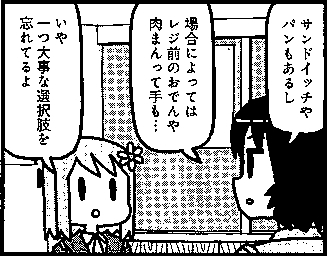 サンドイッチや
パンもあるし
場合によっては
レジ前のおでんや
肉まんって手も…
いや
一つ大事な選択肢を
忘れてるよ